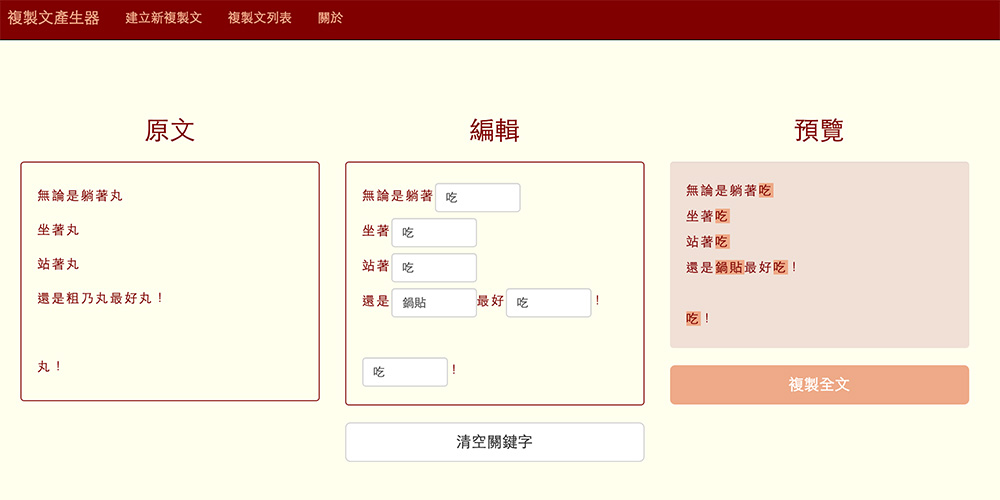 複製文產生器 建立新複製文 複製文列表 關於
原文
無論是躺著丸
坐著丸
站著丸
還是粗乃丸最好丸！
丸！
編輯
無論是躺著 吃
坐著 吃
站著 吃
還是 鍋貼 最好 吃 ！
吃 ！
清空關鍵字
預覽
無論是躺著吃
坐著吃
站著吃
還是鍋貼最好吃！
吃！
複製全文